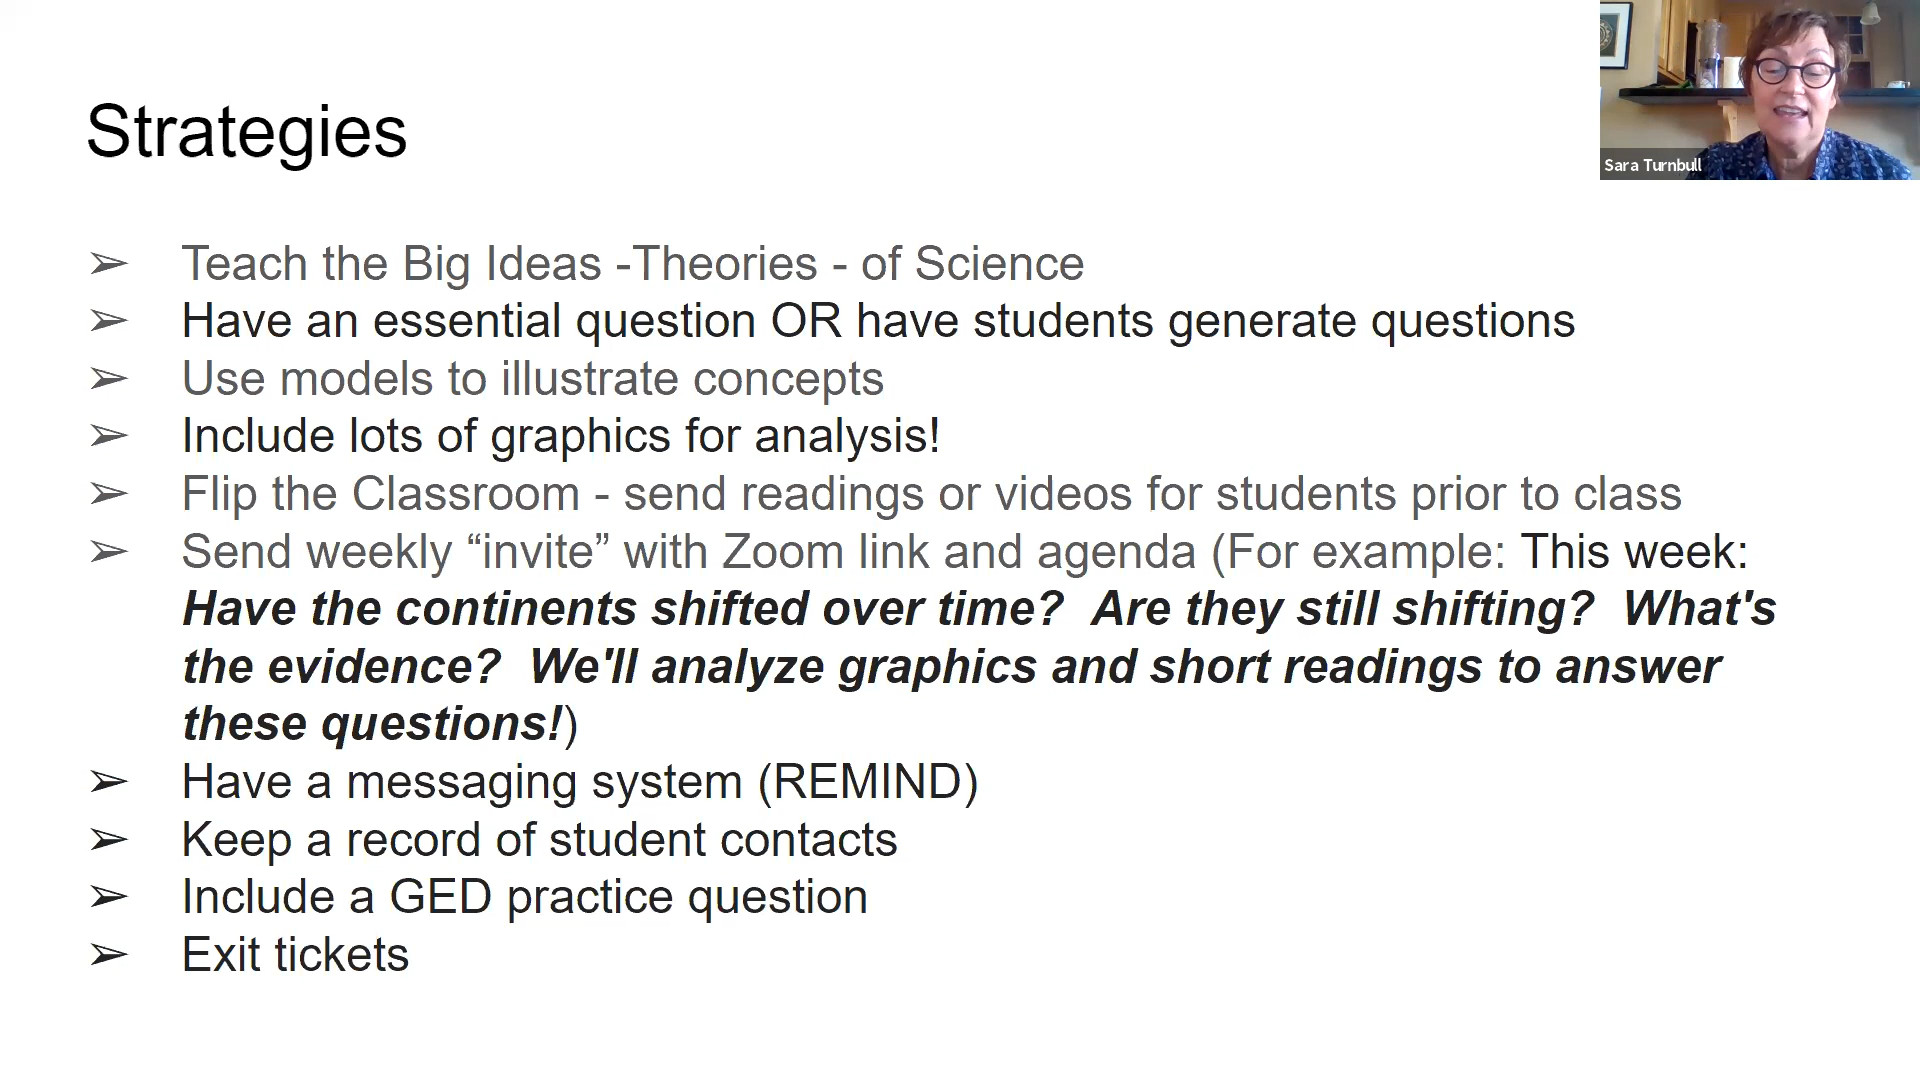 Sara Turnbull
Strategies
➢ Teach the Big Ideas -Theories - of Science
➢ Have an essential question OR have students generate questions
➢ Use models to illustrate concepts
➢ Include lots of graphics for analysis!
➢ Flip the Classroom - send readings or videos for students prior to class
➢ Send weekly “invite” with Zoom link and agenda (For example: This week:
Have the continents shifted over time?  Are they still shifting?  What's
the evidence?  We'll analyze graphics and short readings to answer
these questions!)
➢ Have a messaging system (REMIND)
➢ Keep a record of student contacts
➢ Include a GED practice question
➢ Exit tickets